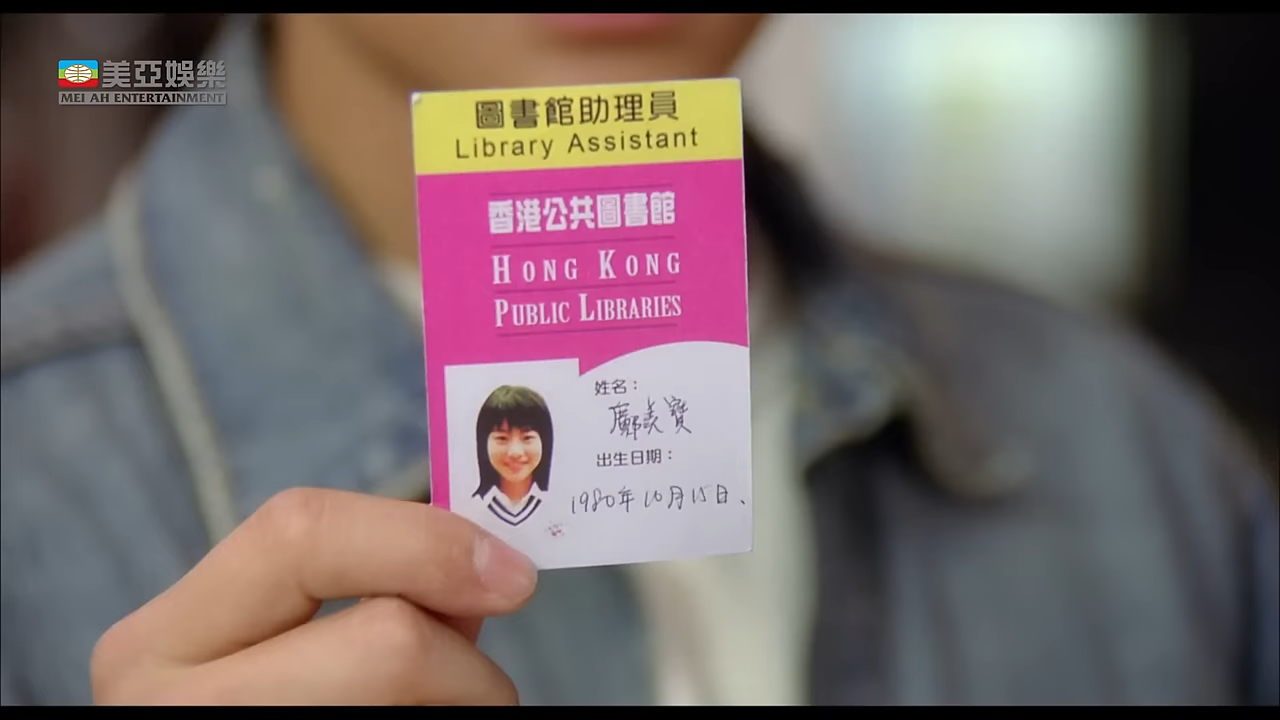 美亞娛樂
MEI AH ENTERTAINMENT
圖書館助理員
Library Assistant
香港公共圖書館
HONG KONG
PUBLIC LIBRARIES
姓名：
鄺美寶
出生日期：
1980年10月15日、